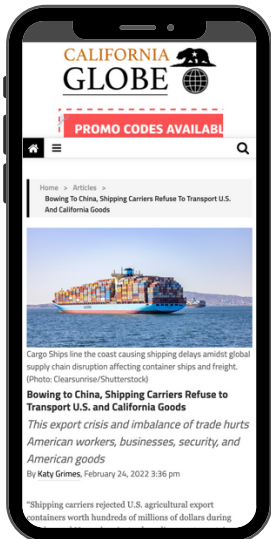 CALIFORNIA
GLOBE
PROMO CODES AVAILABL
Home > Articles >
Bowing To China, Shipping Carriers Refuse To Transport U.S.
And California Goods
Cargo Ships line the coast causing shipping delays amidst global
supply chain disruption affecting container ships and freight.
(Photo: Clearsunrise/Shutterstock)
Bowing to China, Shipping Carriers Refuse to
Transport U.S. and California Goods
This export crisis and imbalance of trade hurts
American workers, businesses, security, and
American goods
By Katy Grimes, February 24, 2022 3:36 pm
"Shipping carriers rejected U.S. agricultural export
containers worth hundreds of millions of dollars during